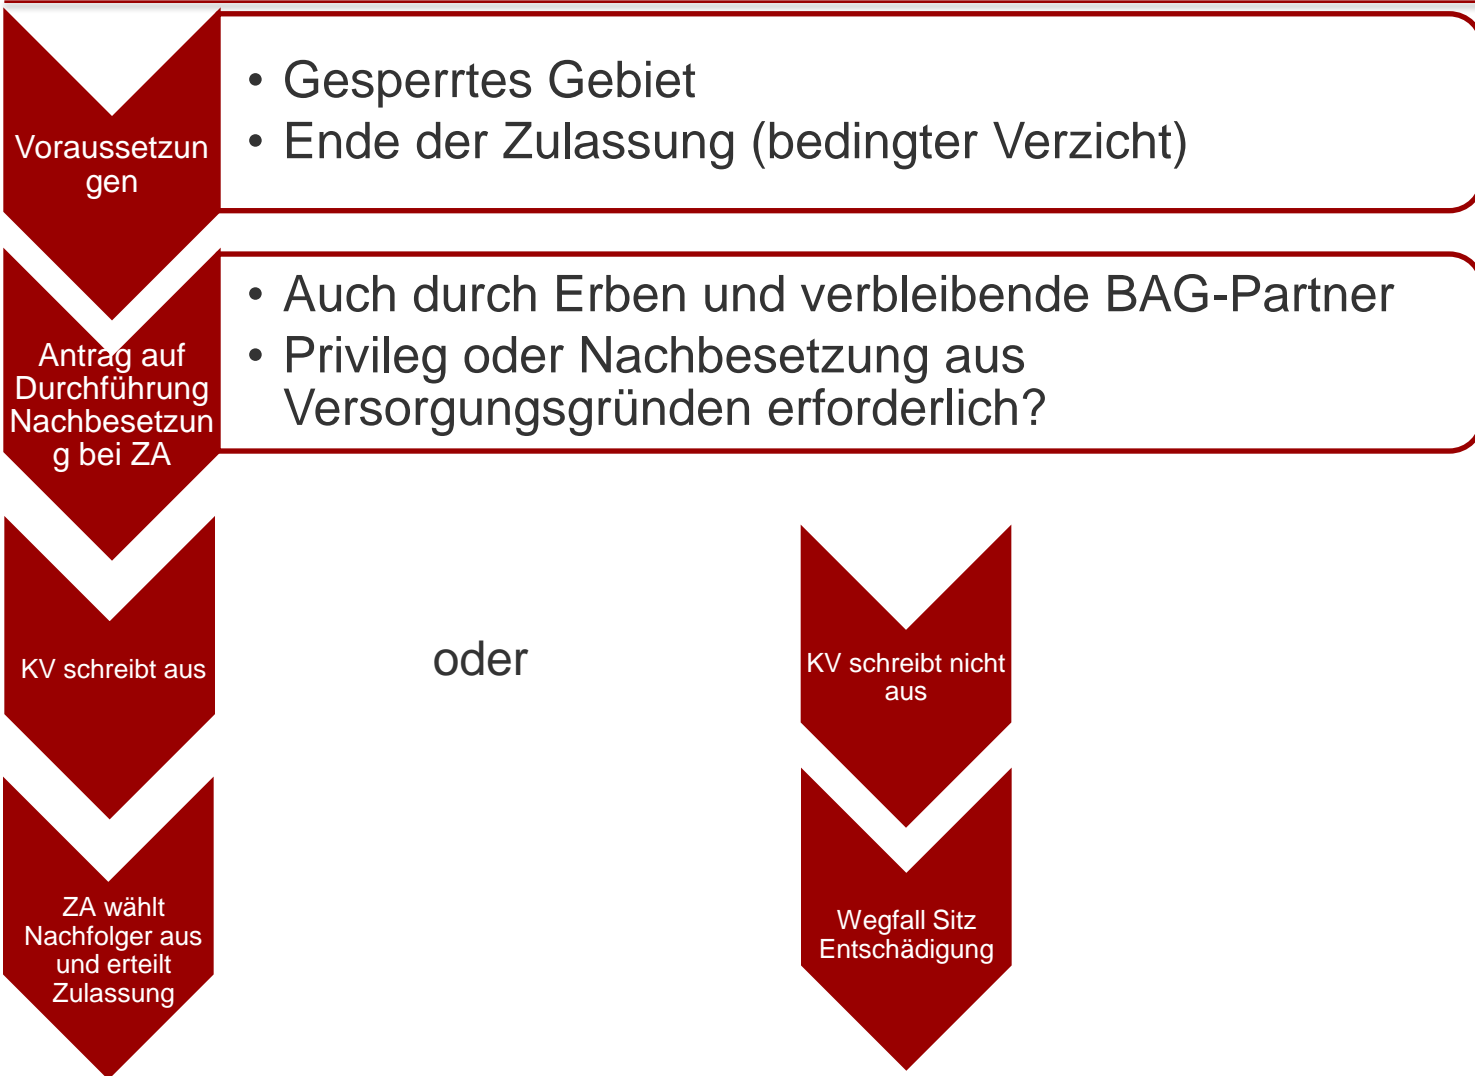 Voraussetzun
gen
• Gesperrtes Gebiet
• Ende der Zulassung (bedingter Verzicht)
Antrag auf
Durchführung
Nachbesetzun
g bei ZA
• Auch durch Erben und verbleibende BAG-Partner
• Privileg oder Nachbesetzung aus
Versorgungsgründen erforderlich?
KV schreibt aus
oder
KV schreibt nicht
aus
ZA wählt
Nachfolger aus
und erteilt
Zulassung
Wegfall Sitz
Entschädigung